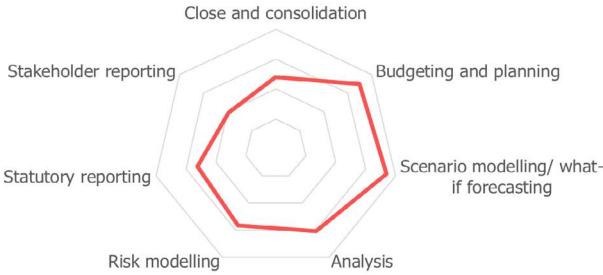 Close and consolidation
Stakeholder reporting
Budgeting and planning
Statutory reporting
Scenario modelling/ what-
if forecasting
Risk modelling
Analysis